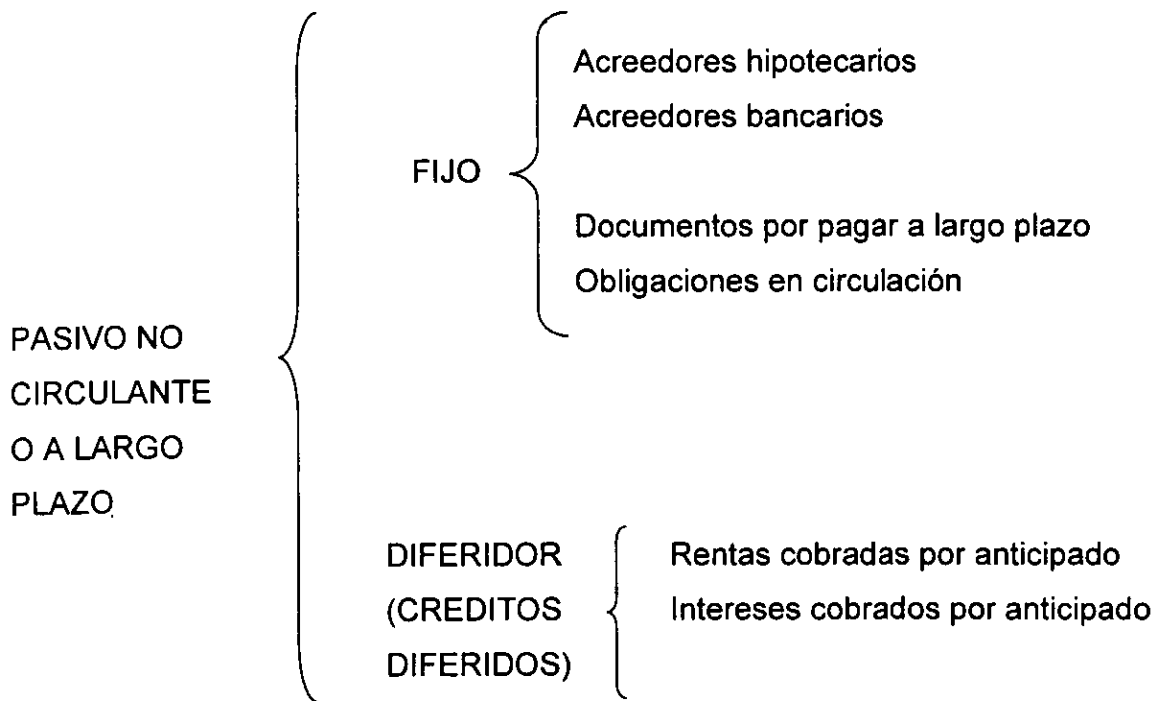 PASIVO NO
CIRCULANTE
O A LARGO
PLAZO
FIJO
Acreedores hipotecarios
Acreedores bancarios
Documentos por pagar a largo plazo
Obligaciones en circulación
DIFERIDOR
(CREDITOS
DIFERIDOS)
Rentas cobradas por anticipado
Intereses cobrados por anticipado